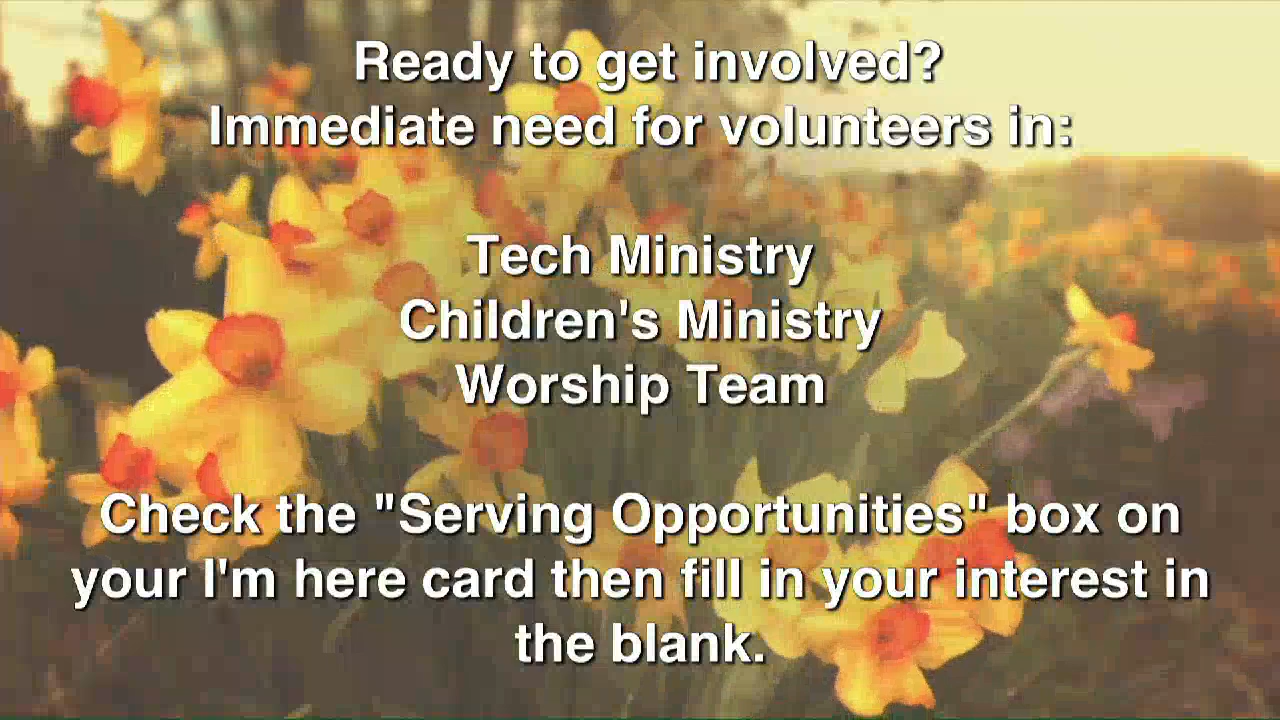 Ready to get involved?
Immediate need for volunteers in:
Tech Ministry
Children's Ministry
Worship Team
Check the "Serving Opportunities" box on
your I'm here card then fill in your interest in
the blank.